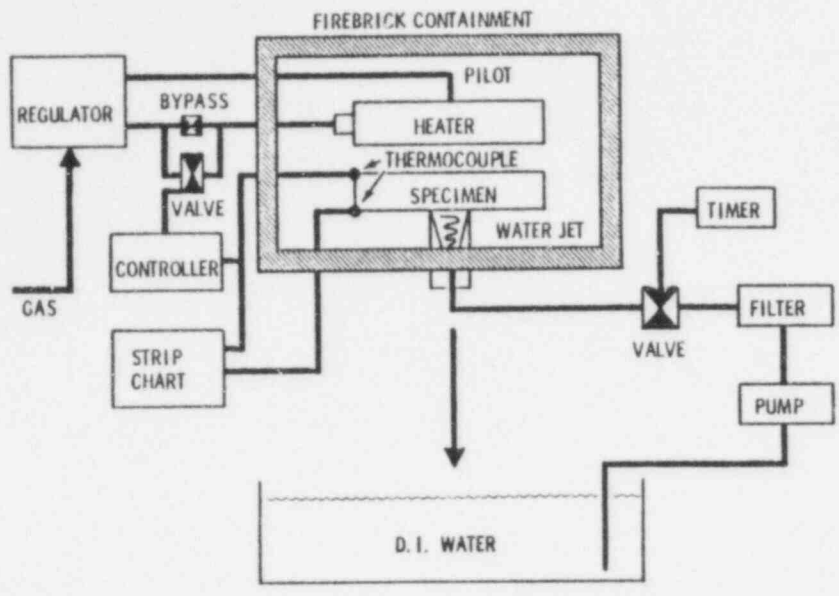 FIREBRICK CONTAINMENT
REGULATOR
BYPASS
PILOT
HEATER
THERMOCOUPLE
SPECIMEN
VALVE
WATER JET
TIMER
CONTROLLER
GAS
FILTER
VALVE
STRIP
CHART
PUMP
D.I. WATER